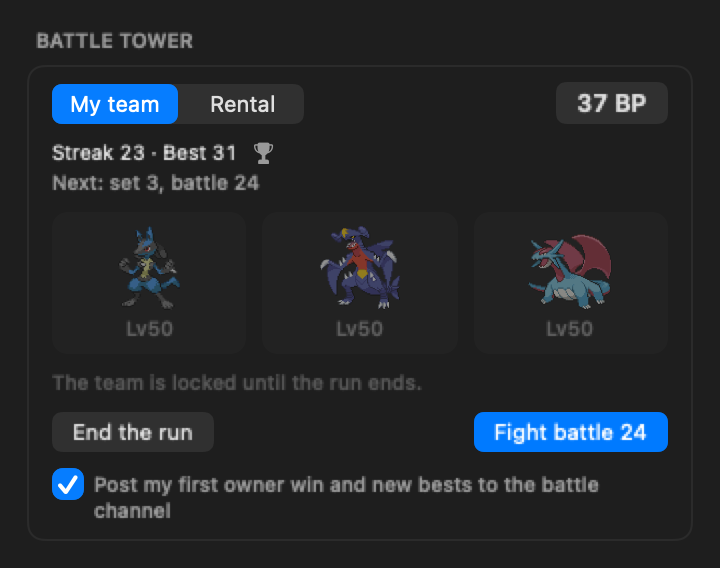 BATTLE TOWER
My team
Rental
37 BP
Streak 23 · Best 31
Next: set 3, battle 24
Lv50
Lv50
Lv50
The team is locked until the run ends.
End the run
Fight battle 24
Post my first owner win and new bests to the battle
channel